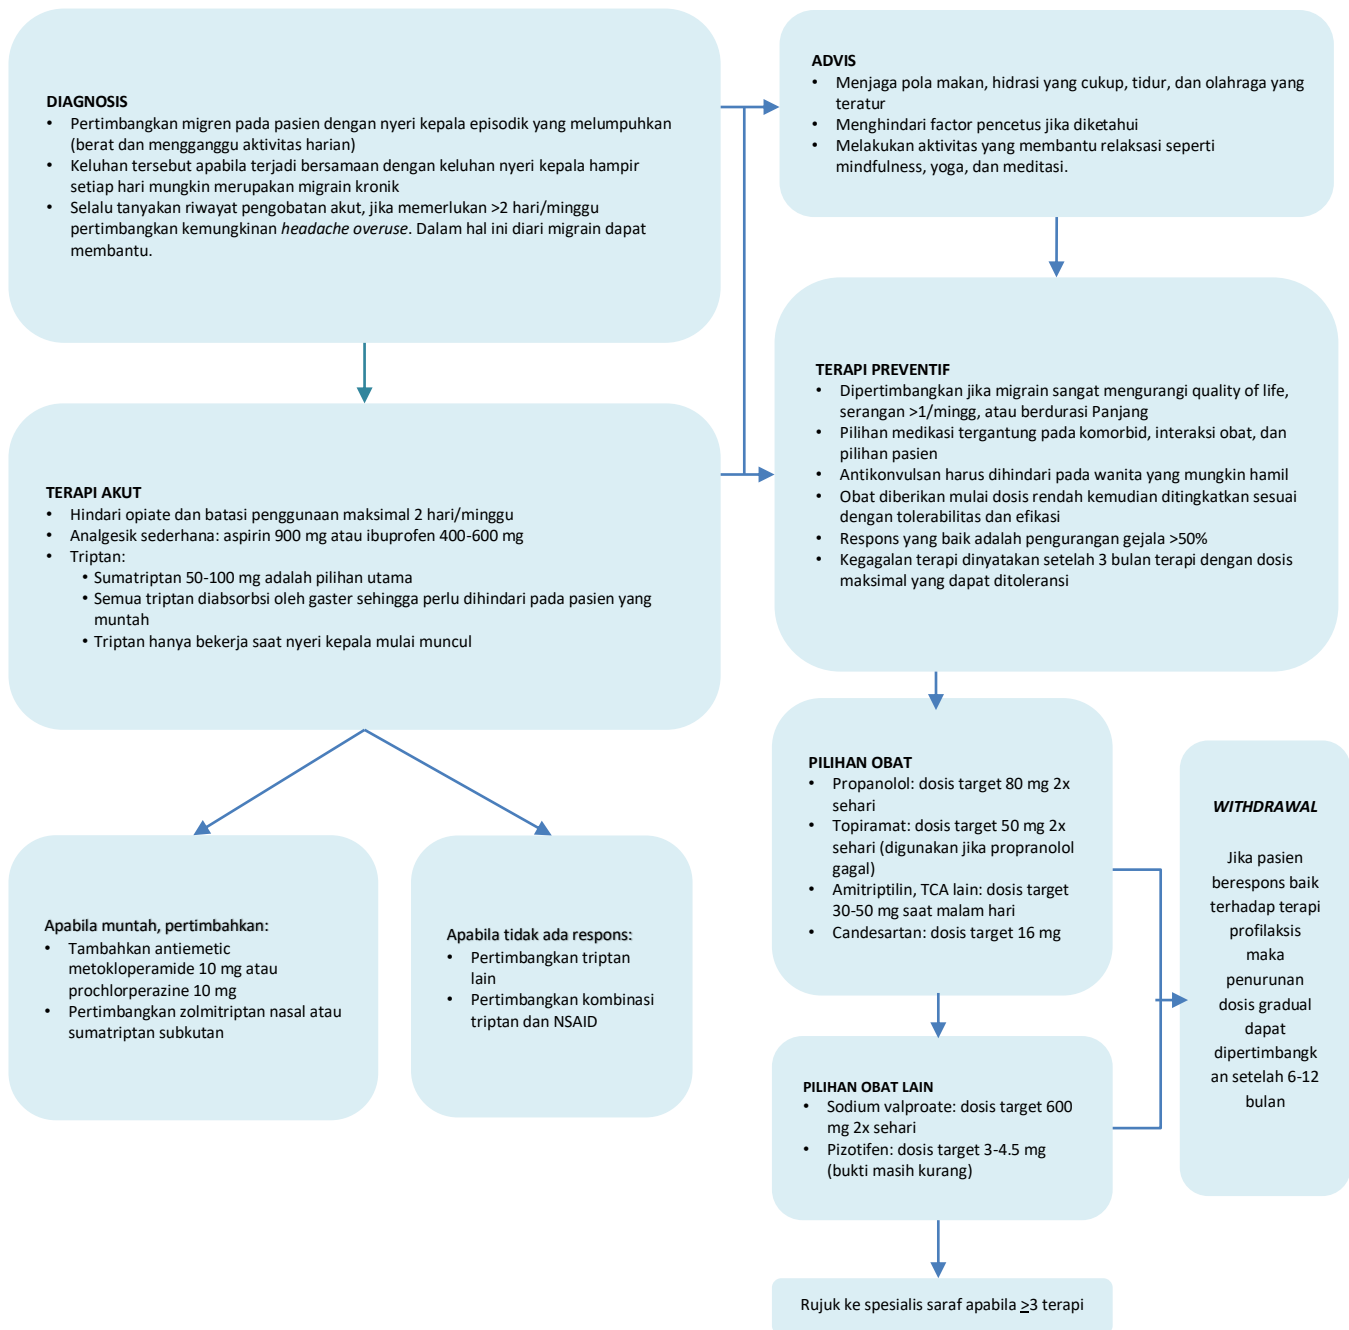 DIAGNOSIS
• Pertimbangkan migren pada pasien dengan nyeri kepala episodik yang melumpuhkan
(berat dan mengganggu aktivitas harian)
• Keluhan tersebut apabila terjadi bersamaan dengan keluhan nyeri kepala hampir
setiap hari mungkin merupakan migrain kronik
• Selalu tanyakan riwayat pengobatan akut, jika memerlukan >2 hari/minggu
pertimbangkan kemungkinan headache overuse. Dalam hal ini diari migrain dapat
membantu.
ADVIS
• Menjaga pola makan, hidrasi yang cukup, tidur, dan olahraga yang
teratur
• Menghindari factor pencetus jika diketahui
• Melakukan aktivitas yang membantu relaksasi seperti
mindfulness, yoga, dan meditasi.
TERAPI AKUT
• Hindari opiate dan batasi penggunaan maksimal 2 hari/minggu
• Analgesik sederhana: aspirin 900 mg atau ibuprofen 400-600 mg
• Triptan:
• Sumatriptan 50-100 mg adalah pilihan utama
• Semua triptan diabsorbsi oleh gaster sehingga perlu dihindari pada pasien yang
muntah
• Triptan hanya bekerja saat nyeri kepala mulai muncul
TERAPI PREVENTIF
• Dipertimbangkan jika migrain sangat mengurangi quality of life,
serangan >1/mingg, atau berdurasi Panjang
• Pilihan medikasi tergantung pada komorbid, interaksi obat, dan
pilihan pasien
• Antikonvulsan harus dihindari pada wanita yang mungkin hamil
• Obat diberikan mulai dosis rendah kemudian ditingkatkan sesuai
dengan tolerabilitas dan efikasi
• Respons yang baik adalah pengurangan gejala >50%
• Kegagalan terapi dinyatakan setelah 3 bulan terapi dengan dosis
maksimal yang dapat ditoleransi
Apabila muntah, pertimbahkan:
• Tambahkan antiemetic
metokloperamide 10 mg atau
prochlorperazine 10 mg
• Pertimbangkan zolmitriptan nasal atau
sumatriptan subkutan
Apabila tidak ada respons:
• Pertimbangkan triptan
lain
• Pertimbangkan kombinasi
triptan dan NSAID
PILIHAN OBAT
• Propanolol: dosis target 80 mg 2x
sehari
• Topiramat: dosis target 50 mg 2x
sehari (digunakan jika propranolol
gagal)
• Amitriptilin, TCA lain: dosis target
30-50 mg saat malam hari
• Candesartan: dosis target 16 mg
PILIHAN OBAT LAIN
• Sodium valproate: dosis target 600
mg 2x sehari
• Pizotifen: dosis target 3-4.5 mg
(bukti masih kurang)
WITHDRAWAL
Jika pasien
berespons baik
terhadap terapi
profilaksis
maka
penurunan
dosis gradual
dapat
dipertimbangk
an setelah 6-12
bulan
Rujuk ke spesialis saraf apabila ≥3 terapi